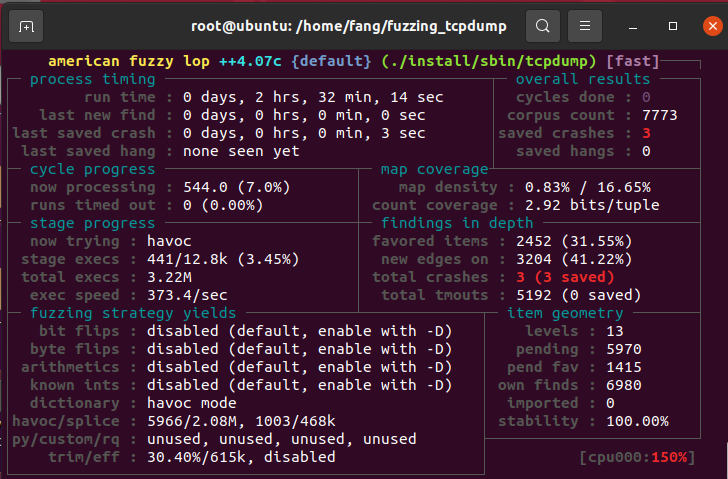 root@ubuntu: /home/fang/fuzzing_tcpdump
american fuzzy lop ++4.07c {default} (./install/sbin/tcpdump) [fast]
process timing
run time : 0 days, 2 hrs, 32 min, 14 sec
last new find : 0 days, 0 hrs, 0 min, 0 sec
last saved crash : 0 days, 0 hrs, 0 min, 3 sec
last saved hang : none seen yet
overall results
cycles done : 0
corpus count : 7773
saved crashes : 3
saved hangs : 0
cycle progress
now processing : 544.0 (7.0%)
runs timed out : 0 (0.00%)
map coverage
map density : 0.83% / 16.65%
count coverage : 2.92 bits/tuple
stage progress
now trying : havoc
stage execs : 441/12.8k (3.45%)
total execs : 3.22M
exec speed : 373.4/sec
findings in depth
favored items : 2452 (31.55%)
new edges on : 3204 (41.22%)
total crashes : 3 (3 saved)
total tmouts : 5192 (0 saved)
fuzzing strategy yields
bit flips : disabled (default, enable with -D)
byte flips : disabled (default, enable with -D)
arithmetics : disabled (default, enable with -D)
known ints : disabled (default, enable with -D)
dictionary : havoc mode
havoc/splice : 5966/2.08M, 1003/468k
py/custom/rq : unused, unused, unused, unused
trim/eff : 30.40%/615k, disabled
item geometry
levels : 13
pending : 5970
pend fav : 1415
own finds : 6980
imported : 0
stability : 100.00%
[cpu000:150%]